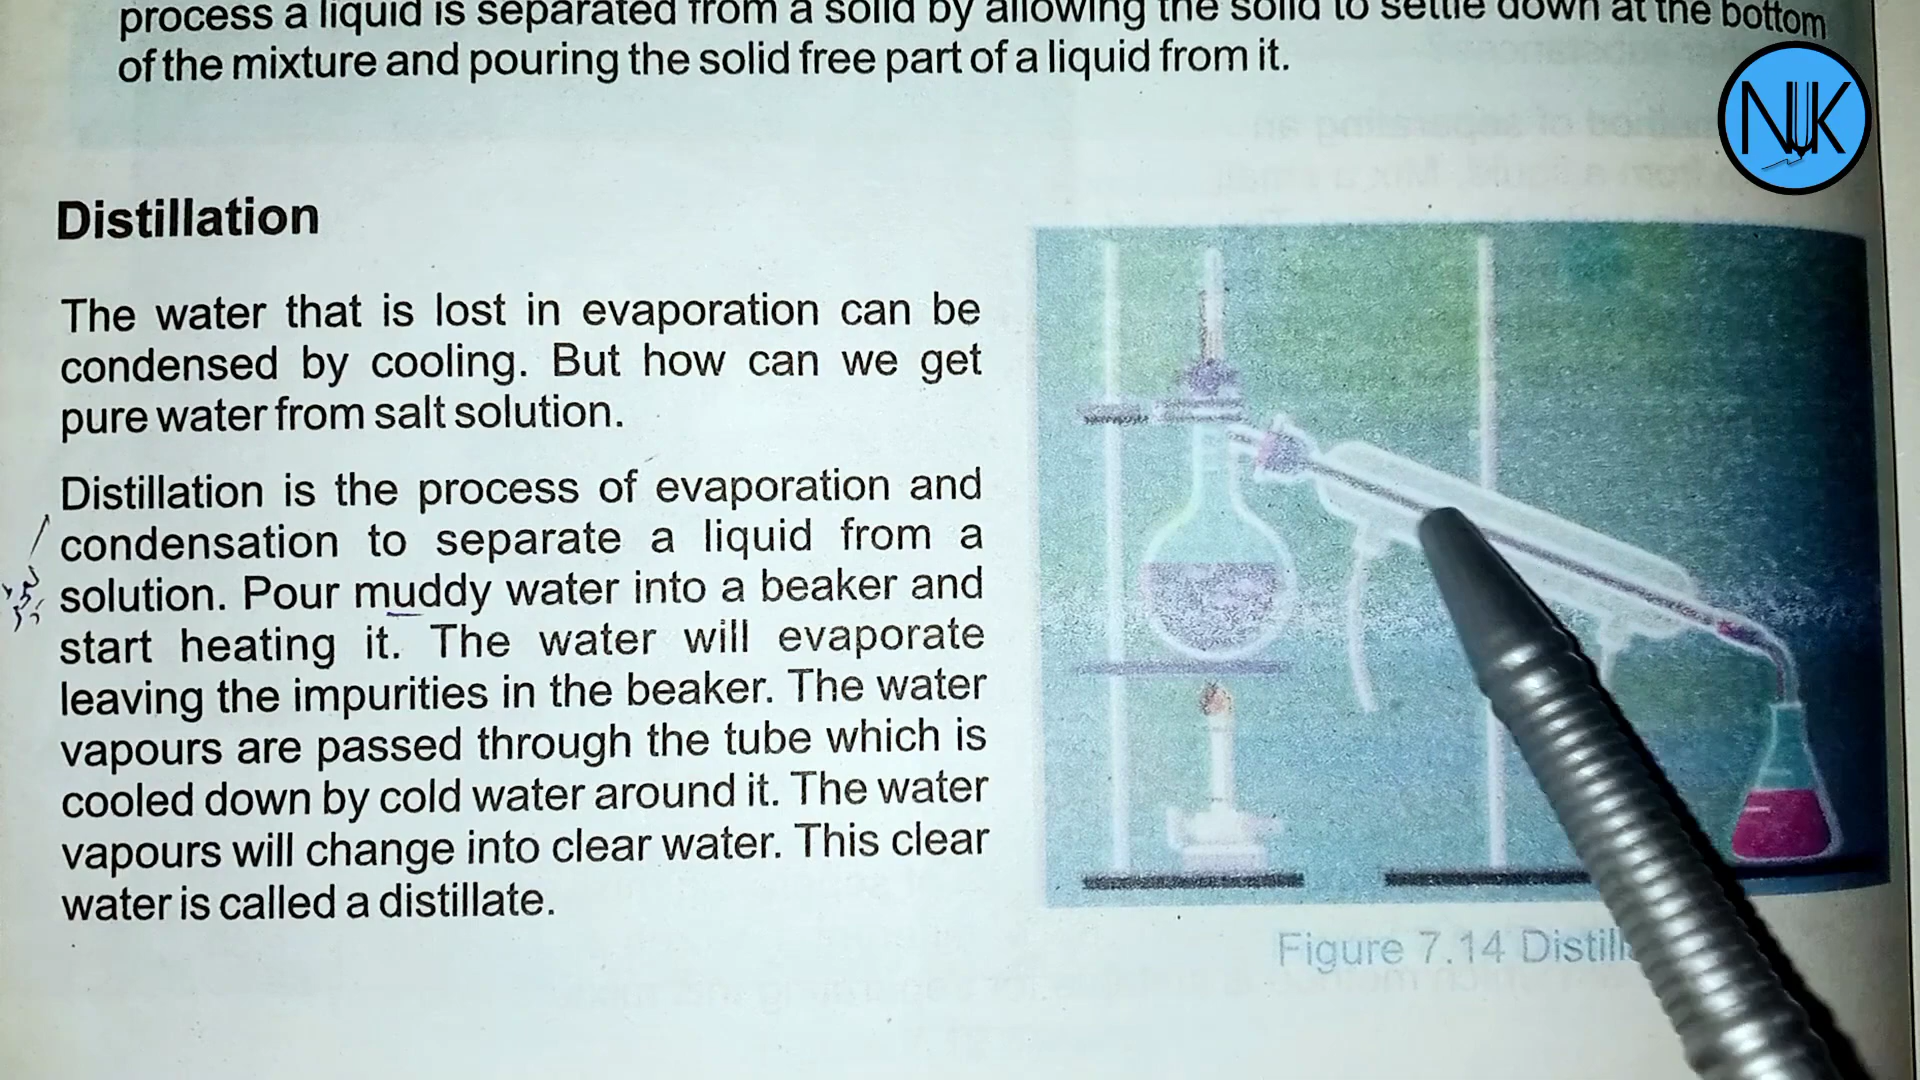 process a liquid is separated from a solid by allowing the solid to settle down at the bottom
of the mixture and pouring the solid free part of a liquid from it.
NUK
Distillation
The water that is lost in evaporation can be
condensed by cooling. But how can we get
pure water from salt solution.
Distillation is the process of evaporation and
condensation to separate a liquid from a
solution. Pour muddy water into a beaker and
start heating it. The water will evaporate
leaving the impurities in the beaker. The water
vapours are passed through the tube which is
cooled down by cold water around it. The water
vapours will change into clear water. This clear
water is called a distillate.
Figure 7.14